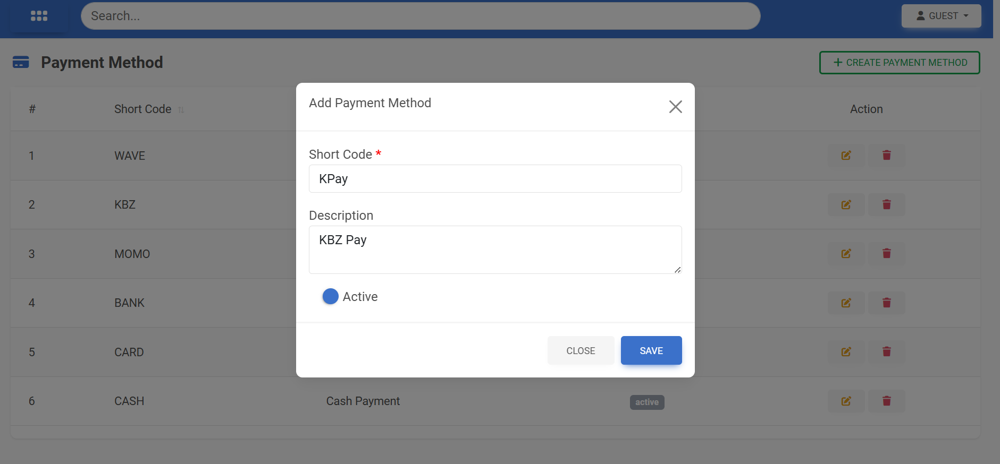 Search...
GUEST
Payment Method
CREATE PAYMENT METHOD
# Short Code Action
1 WAVE
2 KBZ
3 MOMO
4 BANK
5 CARD
6 CASH Cash Payment active
Add Payment Method
Short Code *
KPay
Description
KBZ Pay
Active
CLOSE SAVE